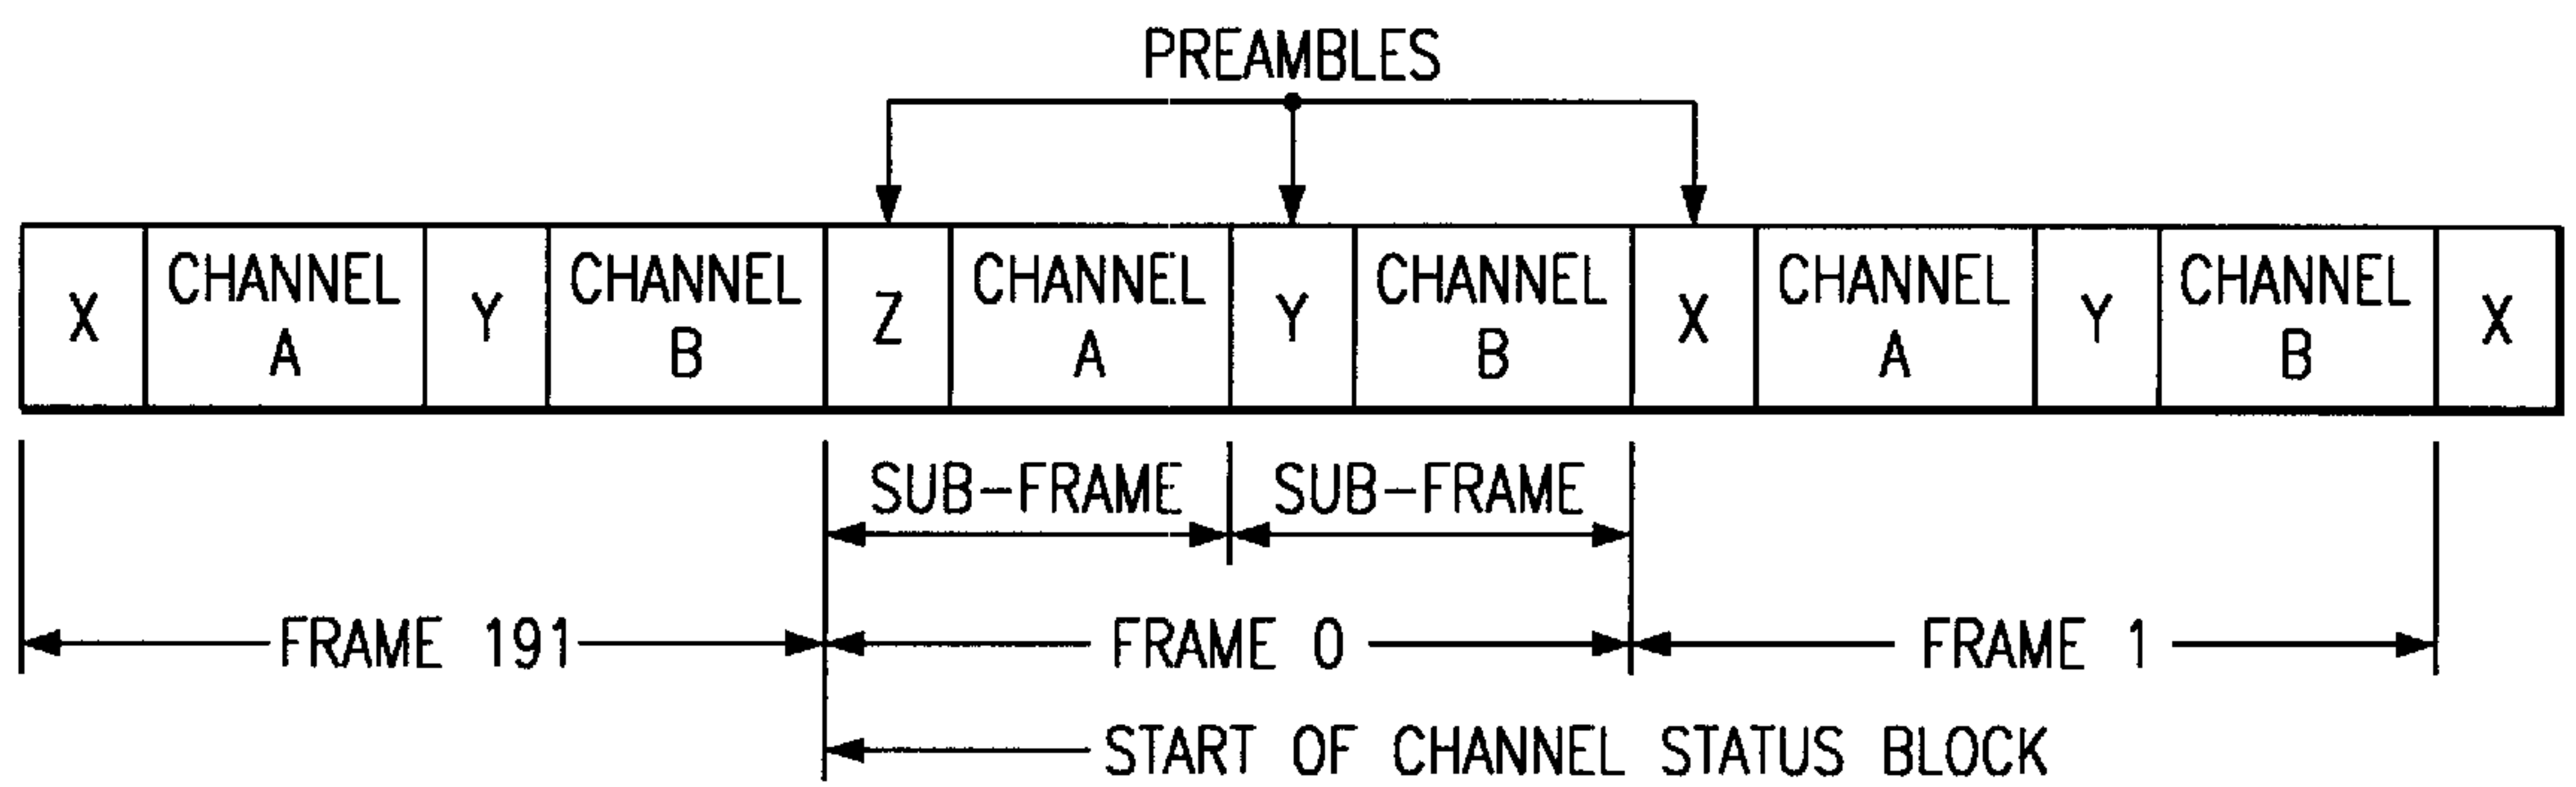 PREAMBLES
X
CHANNEL
A
Y
CHANNEL
B
Z
CHANNEL
A
Y
CHANNEL
B
X
CHANNEL
A
Y
CHANNEL
B
X
SUB-FRAME
SUB-FRAME
FRAME 191
FRAME 0
FRAME 1
START OF CHANNEL STATUS BLOCK